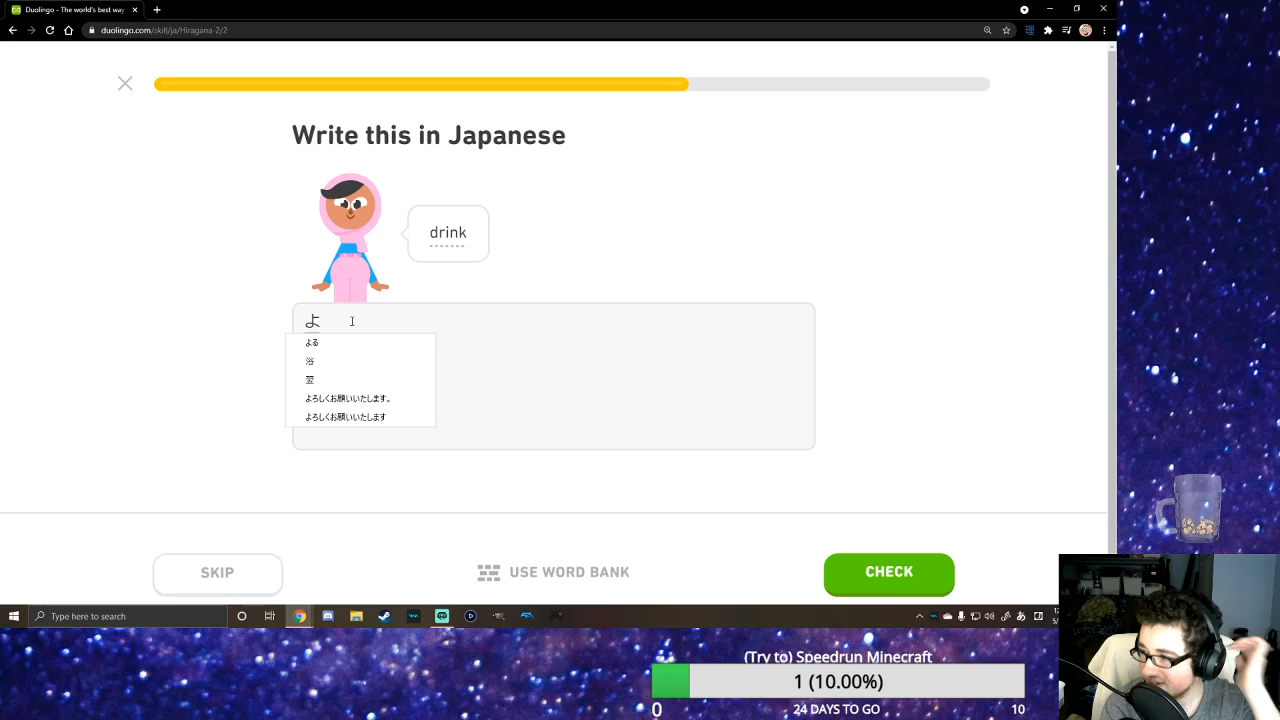 Duolingo - The world's best way
duolingo.com/skill/ja/Hiragana-2/2
Write this in Japanese
drink
よ
よる
浴
翌
よろしくお願いいたします。
よろしくお願いいたします
SKIP
USE WORD BANK
CHECK
Type here to search
(Try to) Speedrun Minecraft
1 (10.00%)
0
24 DAYS TO GO
10